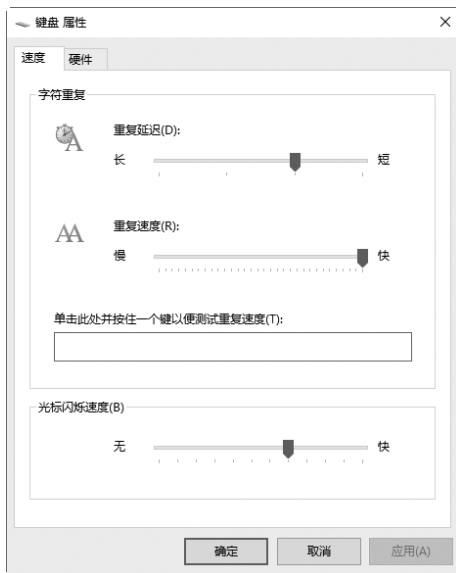 键盘 属性
速度 硬件
字符重复
重复延迟(D):
长 短
重复速度(R):
慢 快
单击此处并按住一个键以便测试重复速度(T):
光标闪烁速度(B)
无 快
确定 取消 应用(A)